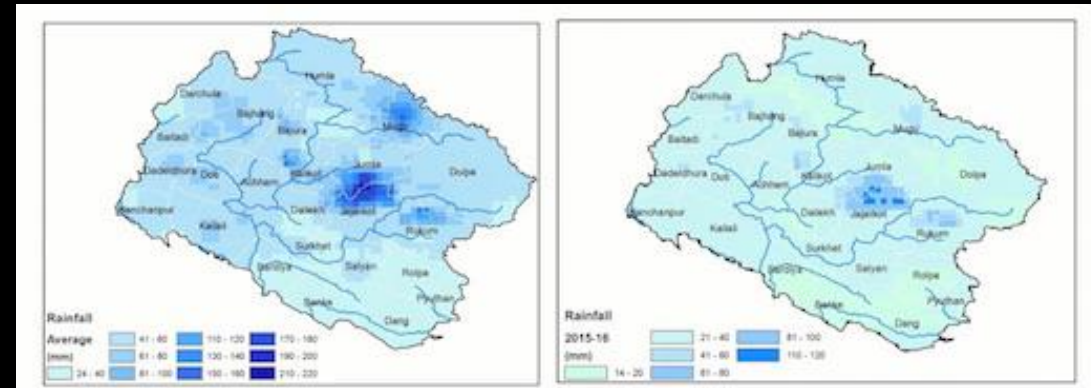 Humla
Darchula
Bajhang
Mugu
Baitadi
Bajura
Jumla
Dadeldhura
Doti
Kalikot
Dolpa
Achham
Kanchanpur
Dailekh
Jajarkot
Kailali
Rukum
Surkhet
Bardiya
Salyan
Rolpa
Banke
Pyuthan
Dang
Rainfall
Average
(mm)
41 - 60 110 - 120 170 - 180
61 - 80 130 - 140 190 - 200
24 - 40 81 - 100 150 - 160 210 - 220
Humla
Darchula
Bajhang
Mugu
Baitadi
Bajura
Jumla
Dadeldhura
Doti
Kalikot
Dolpa
Achham
Kanchanpur
Dailekh
Jajarkot
Kailali
Rukum
Surkhet
Bardiya
Salyan
Rolpa
Banke
Pyuthan
Dang
Rainfall
2015-16
(mm)
21 - 40 81 - 100
41 - 60 110 - 120
14 - 20 61 - 80